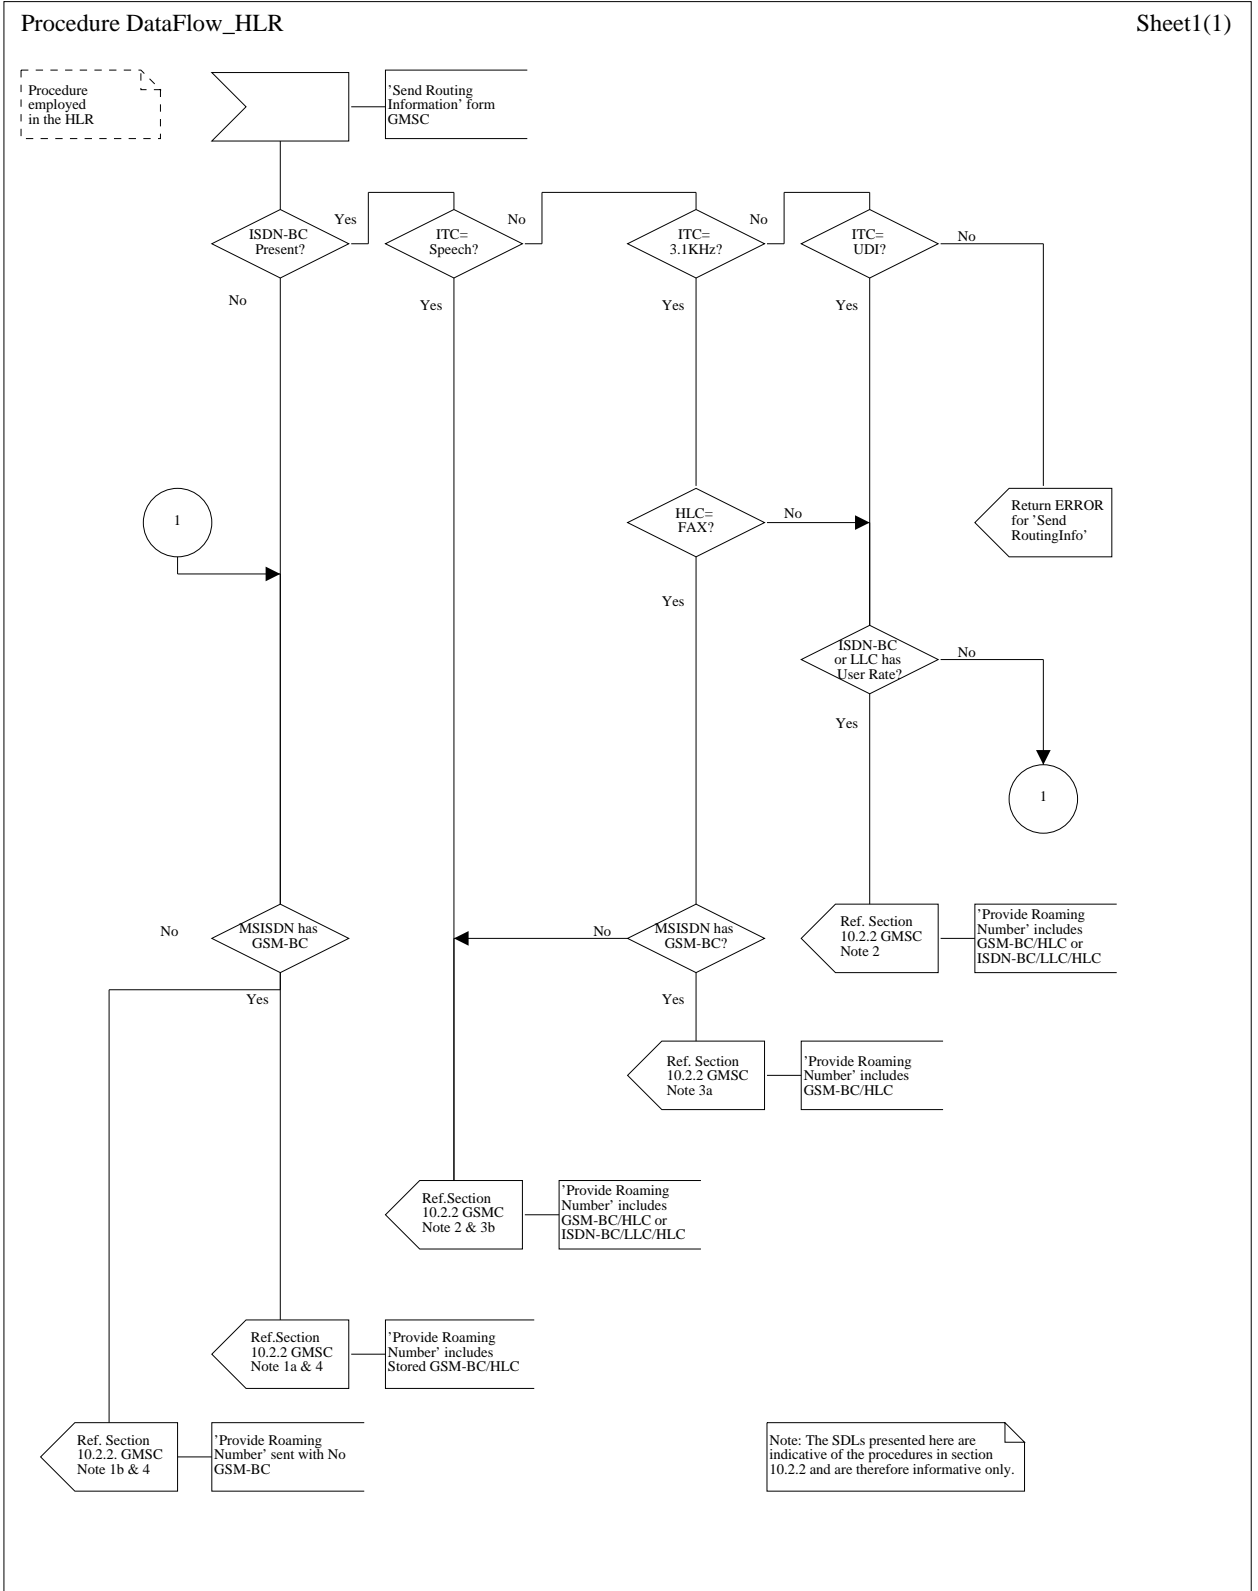 Procedure DataFlow_HLR
Sheet1(1)
Procedure
employed
in the HLR
'Send Routing
Information' form
GMSC
ISDN-BC
Present?
Yes
ITC=
Speech?
No
ITC=
3.1KHz?
No
ITC=
UDI?
No
No
Yes
Yes
Yes
1
HLC=
FAX?
No
Return ERROR
for 'Send
RoutingInfo'
Yes
ISDN-BC
or LLC has
User Rate?
No
Yes
1
No
MSISDN has
GSM-BC
No
MSISDN has
GSM-BC?
Ref. Section
10.2.2 GMSC
Note 2
'Provide Roaming
Number' includes
GSM-BC/HLC or
ISDN-BC/LLC/HLC
Yes
Yes
Ref. Section
10.2.2 GMSC
Note 3a
'Provide Roaming
Number' includes
GSM-BC/HLC
Ref.Section
10.2.2 GSMC
Note 2 & 3b
'Provide Roaming
Number' includes
GSM-BC/HLC or
ISDN-BC/LLC/HLC
Ref.Section
10.2.2 GMSC
Note 1a & 4
'Provide Roaming
Number' includes
Stored GSM-BC/HLC
Ref. Section
10.2.2. GMSC
Note 1b & 4
'Provide Roaming
Number' sent with No
GSM-BC
Note: The SDLs presented here are
indicative of the procedures in section
10.2.2 and are therefore informative only.